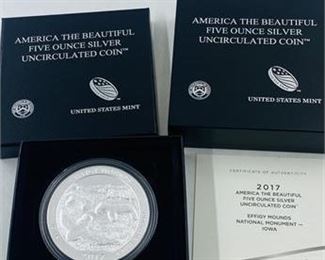 AMERICA THE BEAUTIFUL
FIVE OUNCE SILVER
UNCIRCULATED COIN™
UNITED STATES MINT
AMERICA THE BEAUTIFUL
FIVE OUNCE SILVER
UNCIRCULATED COIN™
UNITED STATES MINT
CERTIFICATE OF AUTHENTICITY
2017
AMERICA THE BEAUTIFUL
FIVE OUNCE SILVER
UNCIRCULATED COIN™
EFFIGY MOUNDS
NATIONAL MONUMENT —
IOWA
2017